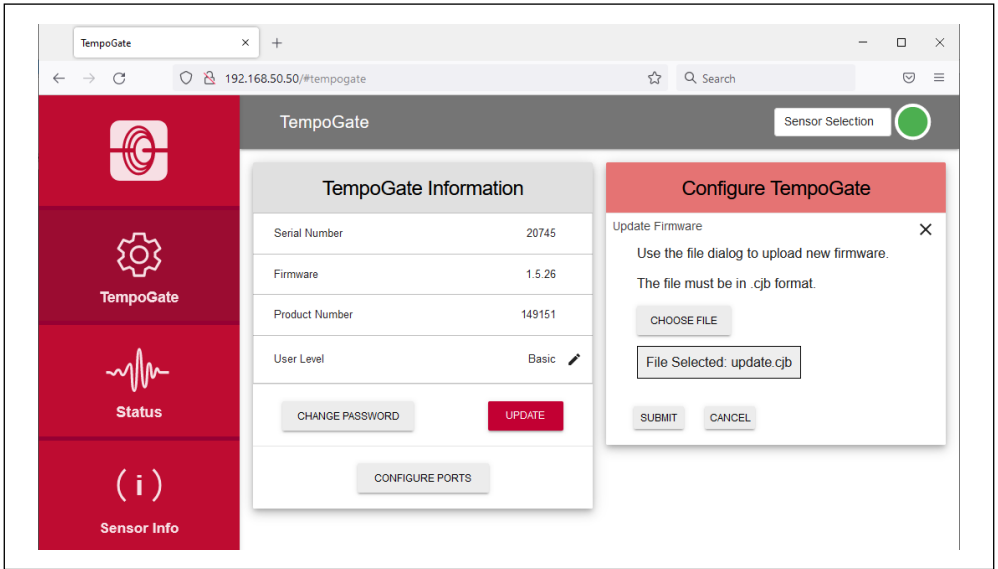 TempoGate
192.168.50.50/#tempogate
Search
TempoGate
Sensor Selection
TempoGate
Status
( i )
Sensor Info
TempoGate Information
Serial Number 20745
Firmware 1.5.26
Product Number 149151
User Level Basic
CHANGE PASSWORD UPDATE
CONFIGURE PORTS
Configure TempoGate
Update Firmware
Use the file dialog to upload new firmware.
The file must be in .cjb format.
CHOOSE FILE
File Selected: update.cjb
SUBMIT CANCEL